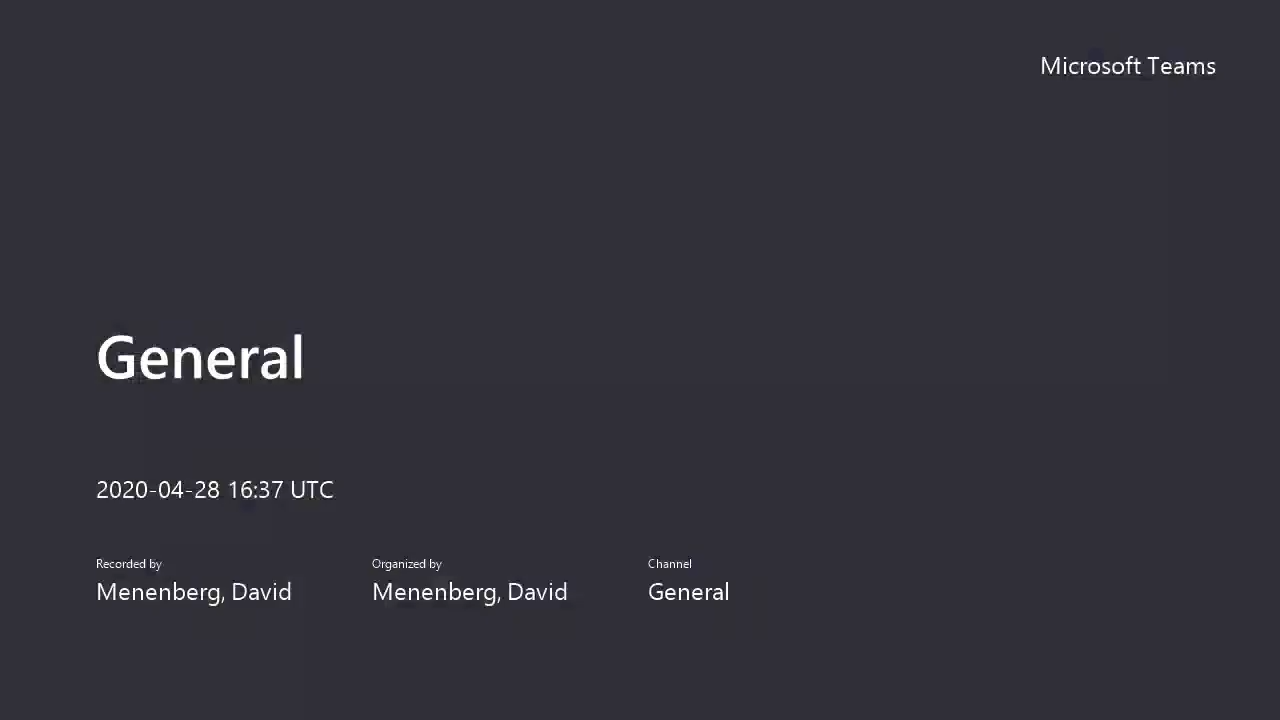 Microsoft Teams
General
2020-04-28 16:37 UTC
Recorded by
Menenberg, David
Organized by
Menenberg, David
Channel
General